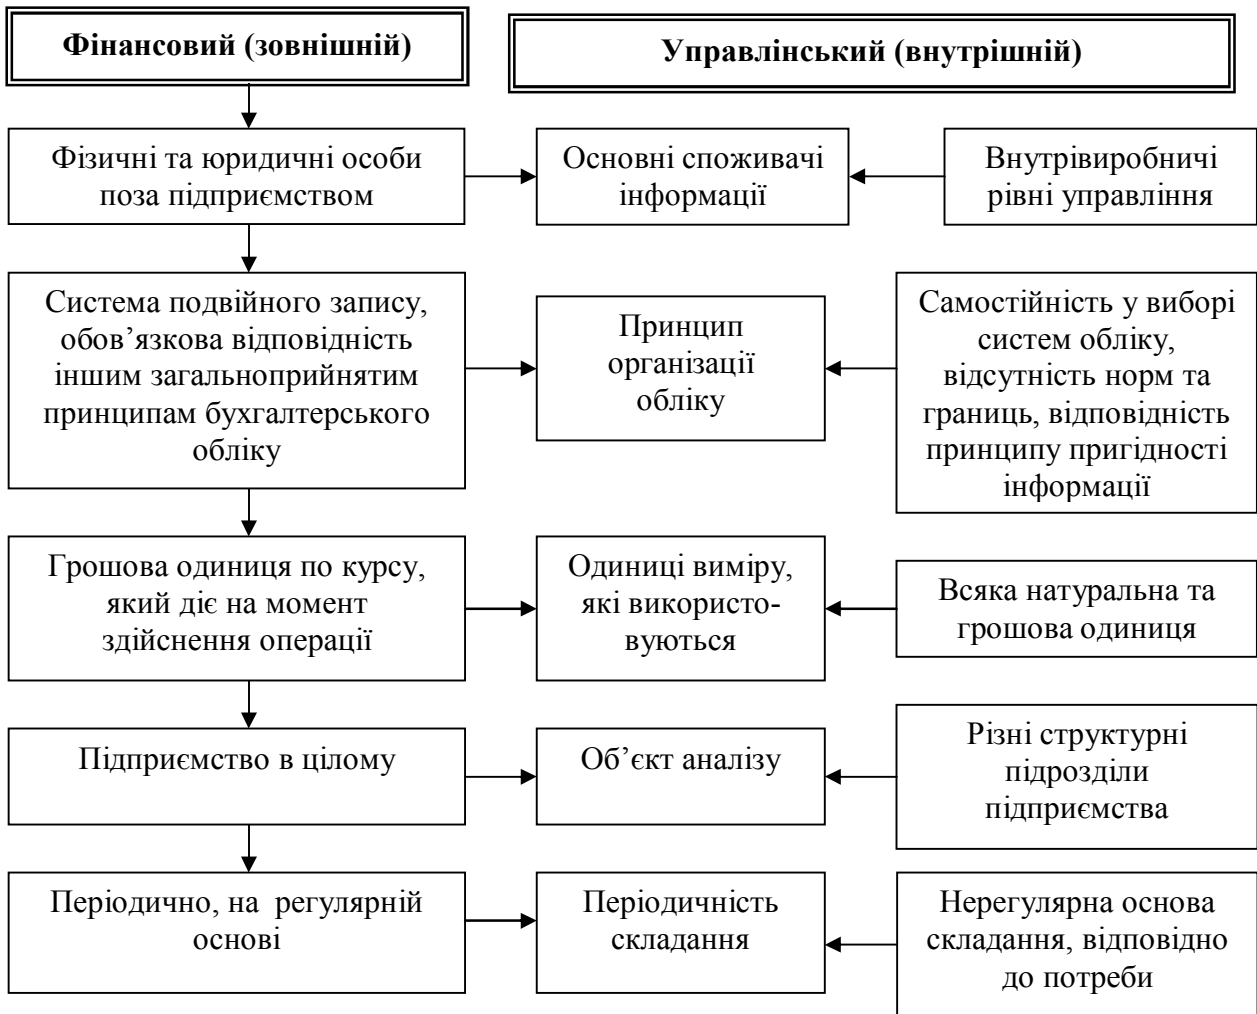 Фінансовий (зовнішній)
Управлінський (внутрішній)
Фізичні та юридичні особи
поза підприємством
Основні споживачі
інформації
Внутрівиробничі
рівні управління
Система подвійного запису,
обов’язкова відповідність
іншим загальноприйнятим
принципам бухгалтерського
обліку
Принцип
організації
обліку
Самостійність у виборі
систем обліку,
відсутність норм та
границь, відповідність
принципу пригідності
інформації
Грошова одиниця по курсу,
який діє на момент
здійснення операції
Одиниці виміру,
які використо-
вуються
Всяка натуральна та
грошова одиниця
Підприємство в цілому
Об’єкт аналізу
Різні структурні
підрозділи
підприємства
Періодично, на регулярній
основі
Періодичність
складання
Нерегулярна основа
складання, відповідно
до потреби